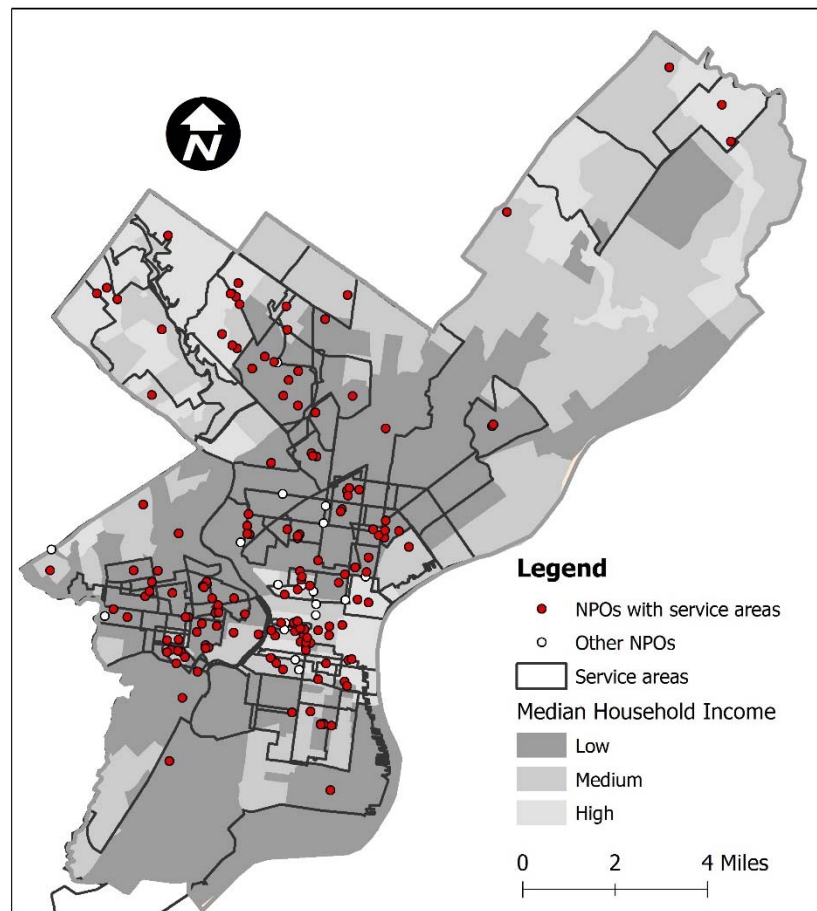 N
Legend
NPOs with service areas
Other NPOs
Service areas
Median Household Income
Low
Medium
High
0 2 4 Miles